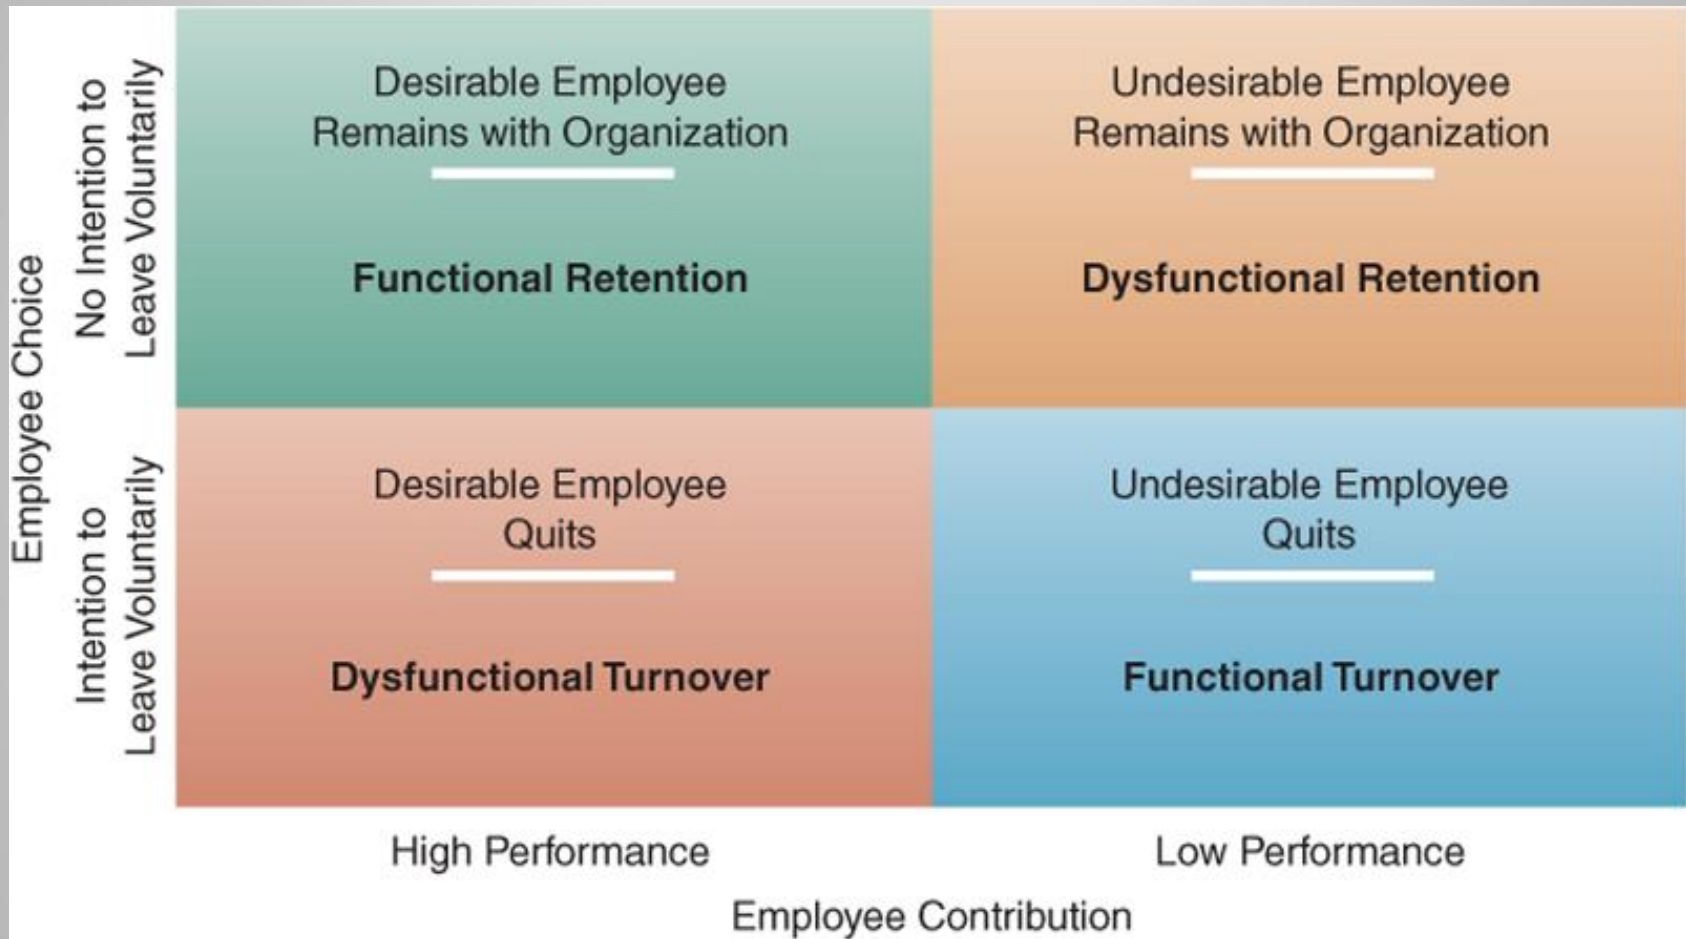 Employee Choice
No Intention to
Leave Voluntarily
Desirable Employee
Remains with Organization
Functional Retention
Undesirable Employee
Remains with Organization
Dysfunctional Retention
Intention to
Leave Voluntarily
Desirable Employee
Quits
Dysfunctional Turnover
Undesirable Employee
Quits
Functional Turnover
High Performance
Low Performance
Employee Contribution